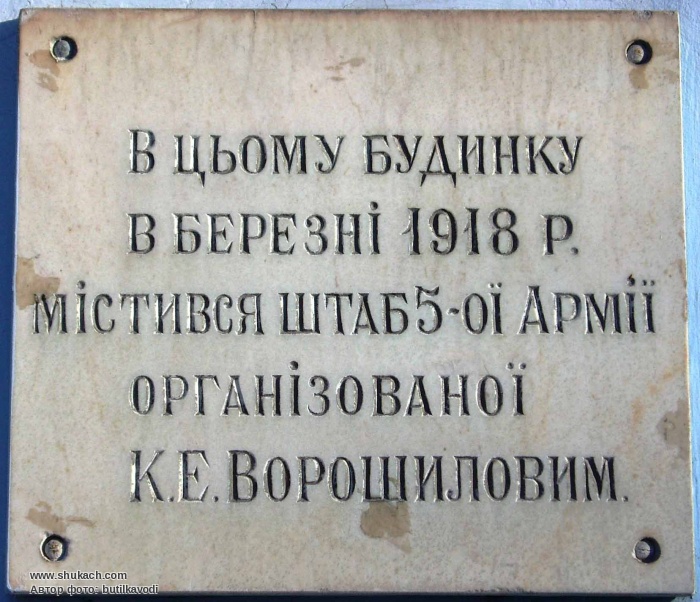 В ЦЬОМУ БУДИНКУ
В БЕРЕЗНІ 1918 Р.
МІСТИВСЯ ШТАБ 5-ОЇ АРМІЇ
ОРГАНІЗОВАНОЇ
К.Е. ВОРОШИЛОВИМ.
www.shukach.com
Автор фото: butilkavodi